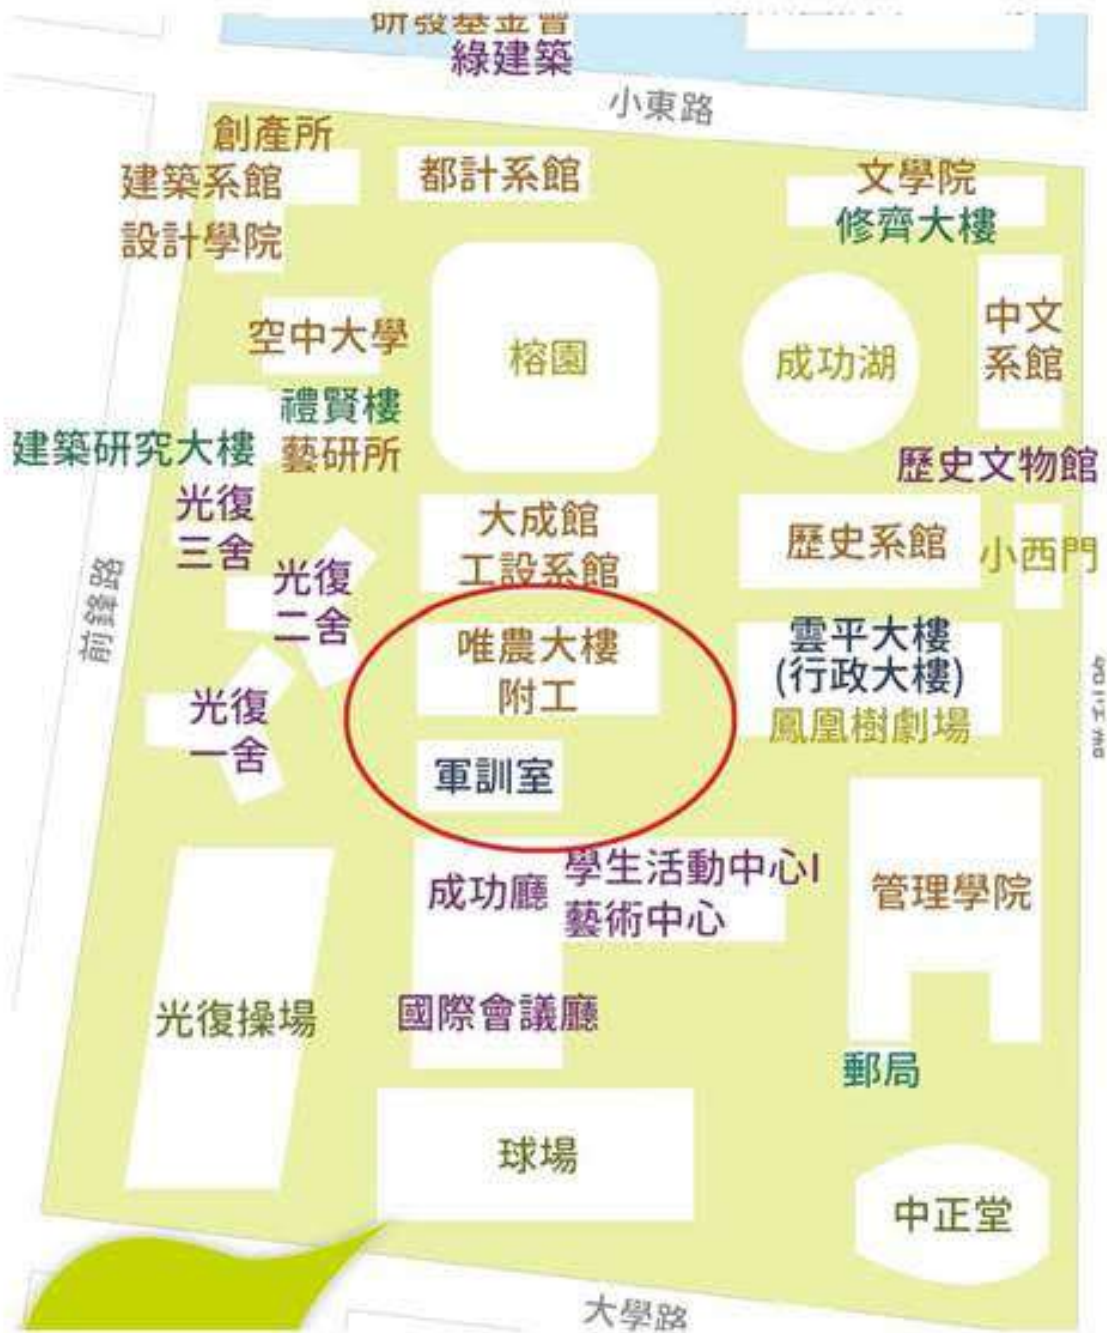 研發基金會
綠建築
小東路
創產所
建築系館
設計學院
都計系館
文學院
修齊大樓
空中大學
榕園
成功湖
中文
系館
禮賢樓
藝研所
建築研究大樓
歷史文物館
光復
三舍
大成館
工設系館
歷史系館
小西門
光復
二舍
前鋒路
唯農大樓
附工
雲平大樓
(行政大樓)
鳳凰樹劇場
光復
一舍
軍訓室
成功廳
學生活動中心I
藝術中心
管理學院
光復操場
國際會議廳
郵局
球場
中正堂
大學路